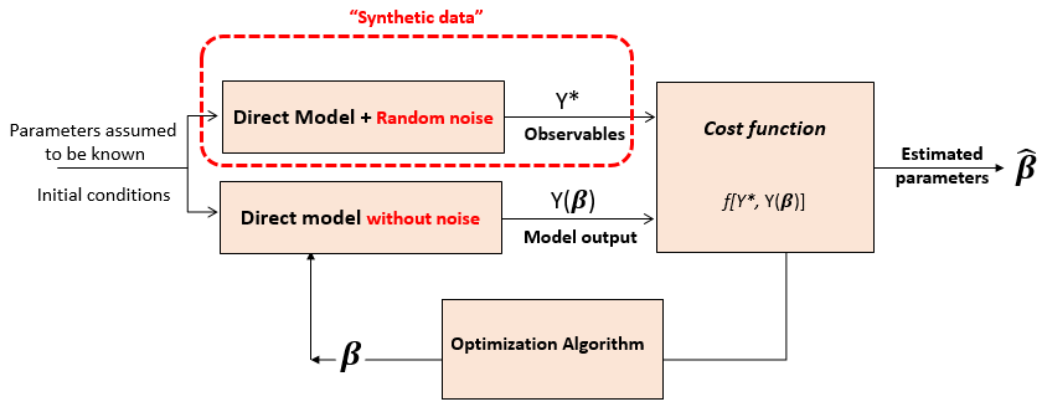 “Synthetic data”
Direct Model + Random noise
Y*
Observables
Parameters assumed
to be known
Initial conditions
Direct model without noise
Y(β)
Model output
Cost function
f[Y*, Y(β)]
Estimated
parameters
β̂
Optimization Algorithm
β